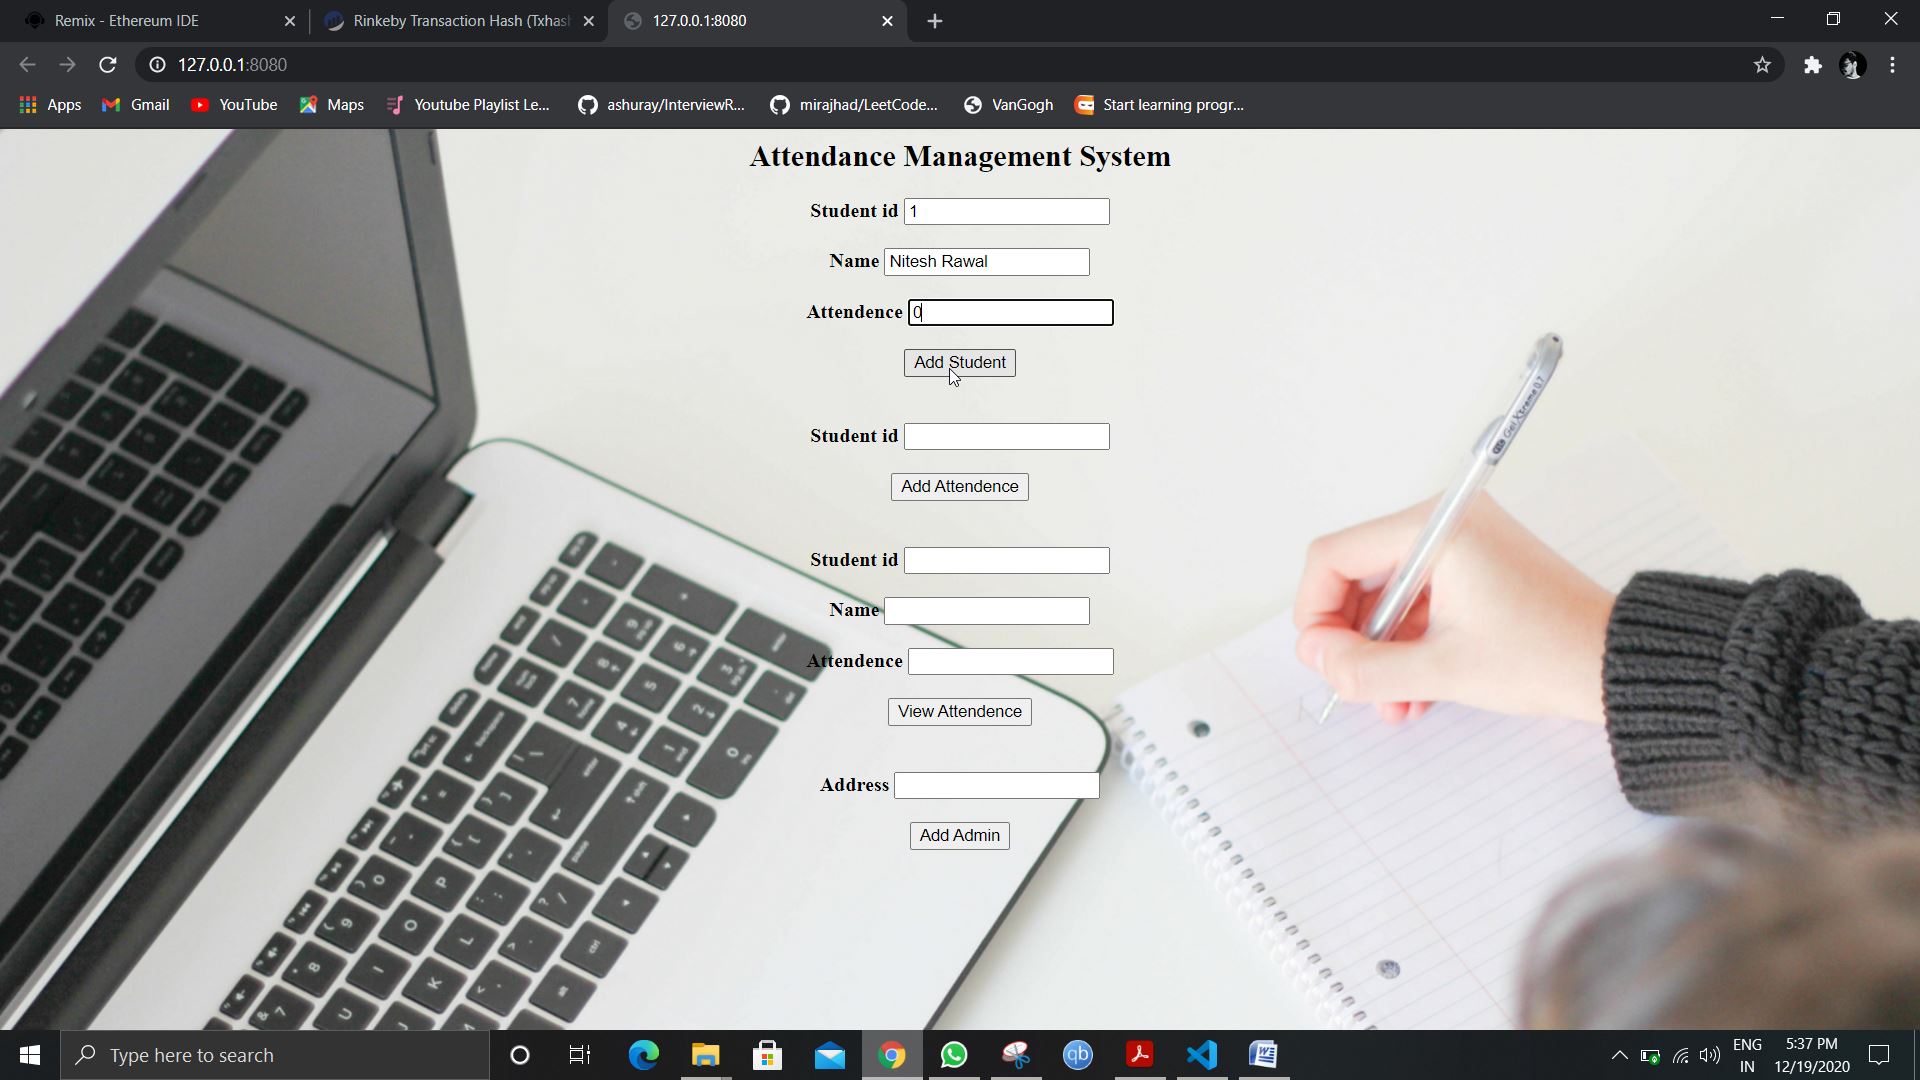 Remix - Ethereum IDE
Rinkeby Transaction Hash (Txhash
127.0.0.1:8080
127.0.0.1:8080
Apps
Gmail
YouTube
Maps
Youtube Playlist Le...
ashuray/InterviewR...
mirajhad/LeetCode...
VanGogh
Start learning progr...
Attendance Management System
Student id 1
Name Nitesh Rawal
Attendence 0
Add Student
Student id
Add Attendence
Student id
Name
Attendence
View Attendence
Address
Add Admin
Type here to search
qb
ENG
IN
5:37 PM
12/19/2020